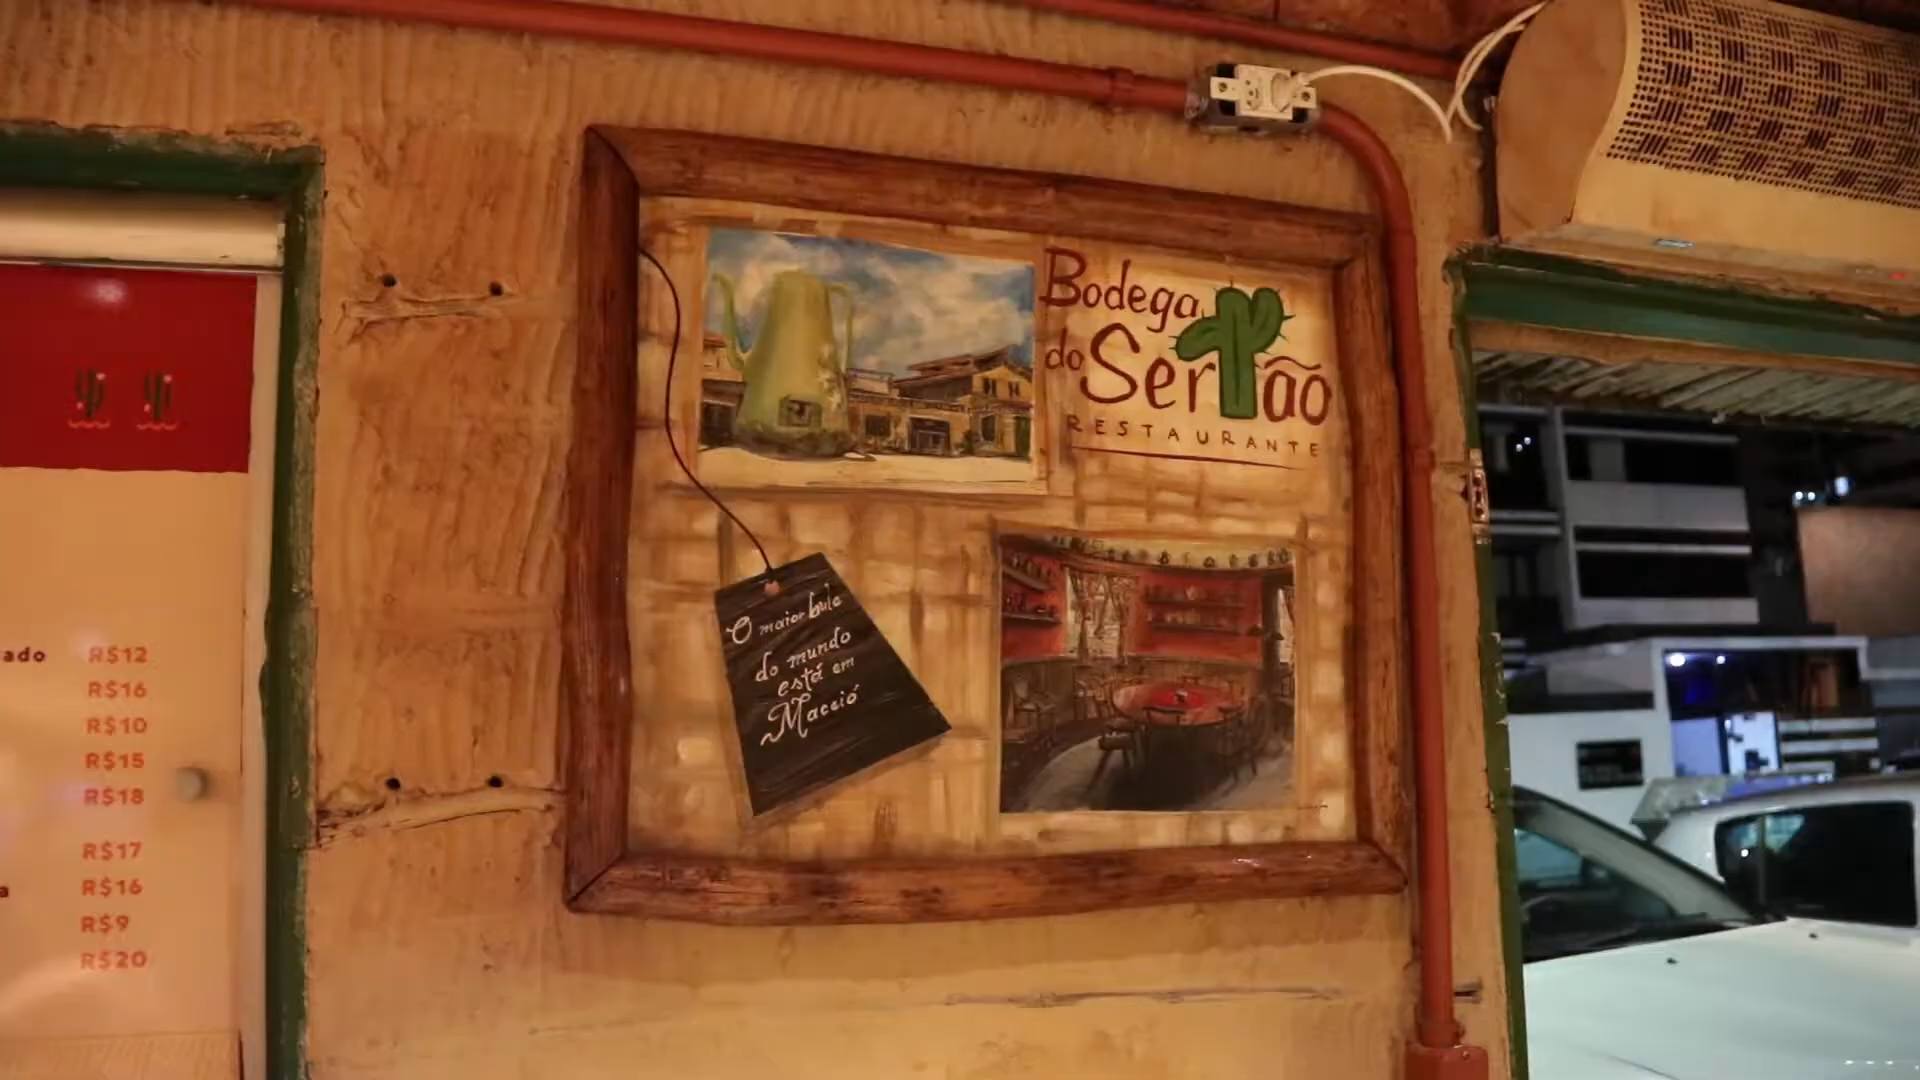 Bodega
do Sertão
RESTAURANTE
O maior bule
do mundo
está em
Maceió
ado R$12
R$16
R$10
R$15
R$18
R$17
a R$16
R$9
R$20